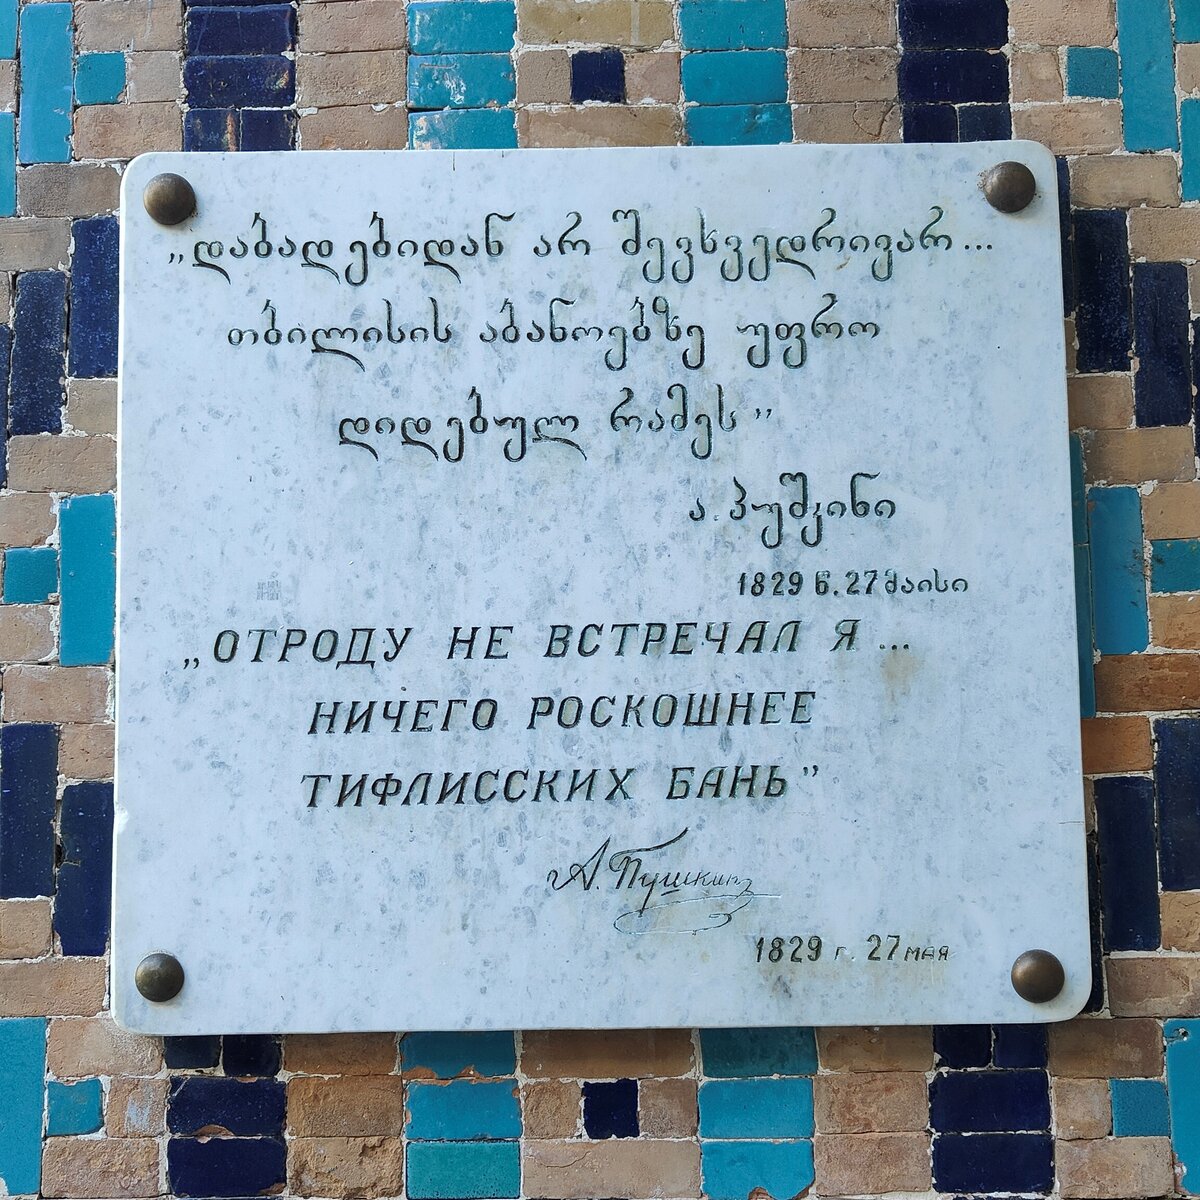 „დაბადებიდან არ შევხვედრივარ...
თბილისის აბანოებზე უფრო
დიდებულ რამეს”
ა. პუშკინი
1829 წ. 27 მაისი
„ОТРОДУ НЕ ВСТРЕЧАЛ Я...
НИЧЕГО РОСКОШНЕЕ
ТИФЛИССКИХ БАНЬ”
А. Пушкинъ
1829 г. 27 мая